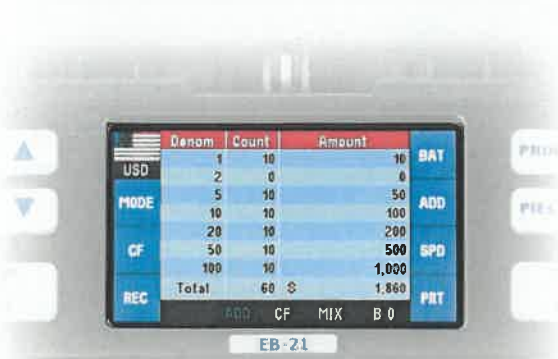 Denom Count Amount BAT
USD
1 10 10
2 0 0
MODE 5 10 50 ADD
10 10 100
20 10 200
CF 50 10 500 SPD
100 10 1,000
REC Total 60 $ 1,860 PRT
ADD CF MIX B 0
EB-21